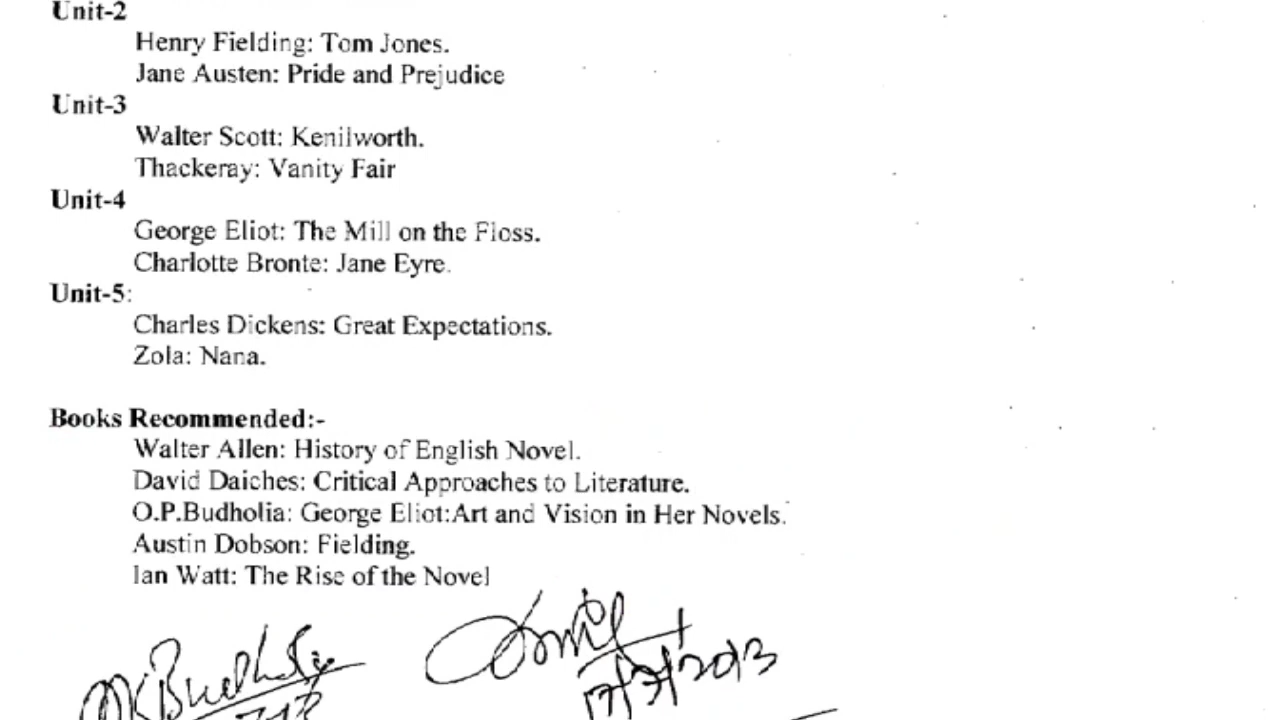 Unit-2
Henry Fielding: Tom Jones.
Jane Austen: Pride and Prejudice
Unit-3
Walter Scott: Kenilworth.
Thackeray: Vanity Fair
Unit-4
George Eliot: The Mill on the Floss.
Charlotte Bronte: Jane Eyre.
Unit-5:
Charles Dickens: Great Expectations.
Zola: Nana.
Books Recommended:-
Walter Allen: History of English Novel.
David Daiches: Critical Approaches to Literature.
O.P.Budholia: George Eliot:Art and Vision in Her Novels.
Austin Dobson: Fielding.
Ian Watt: The Rise of the Novel
17/7/2013